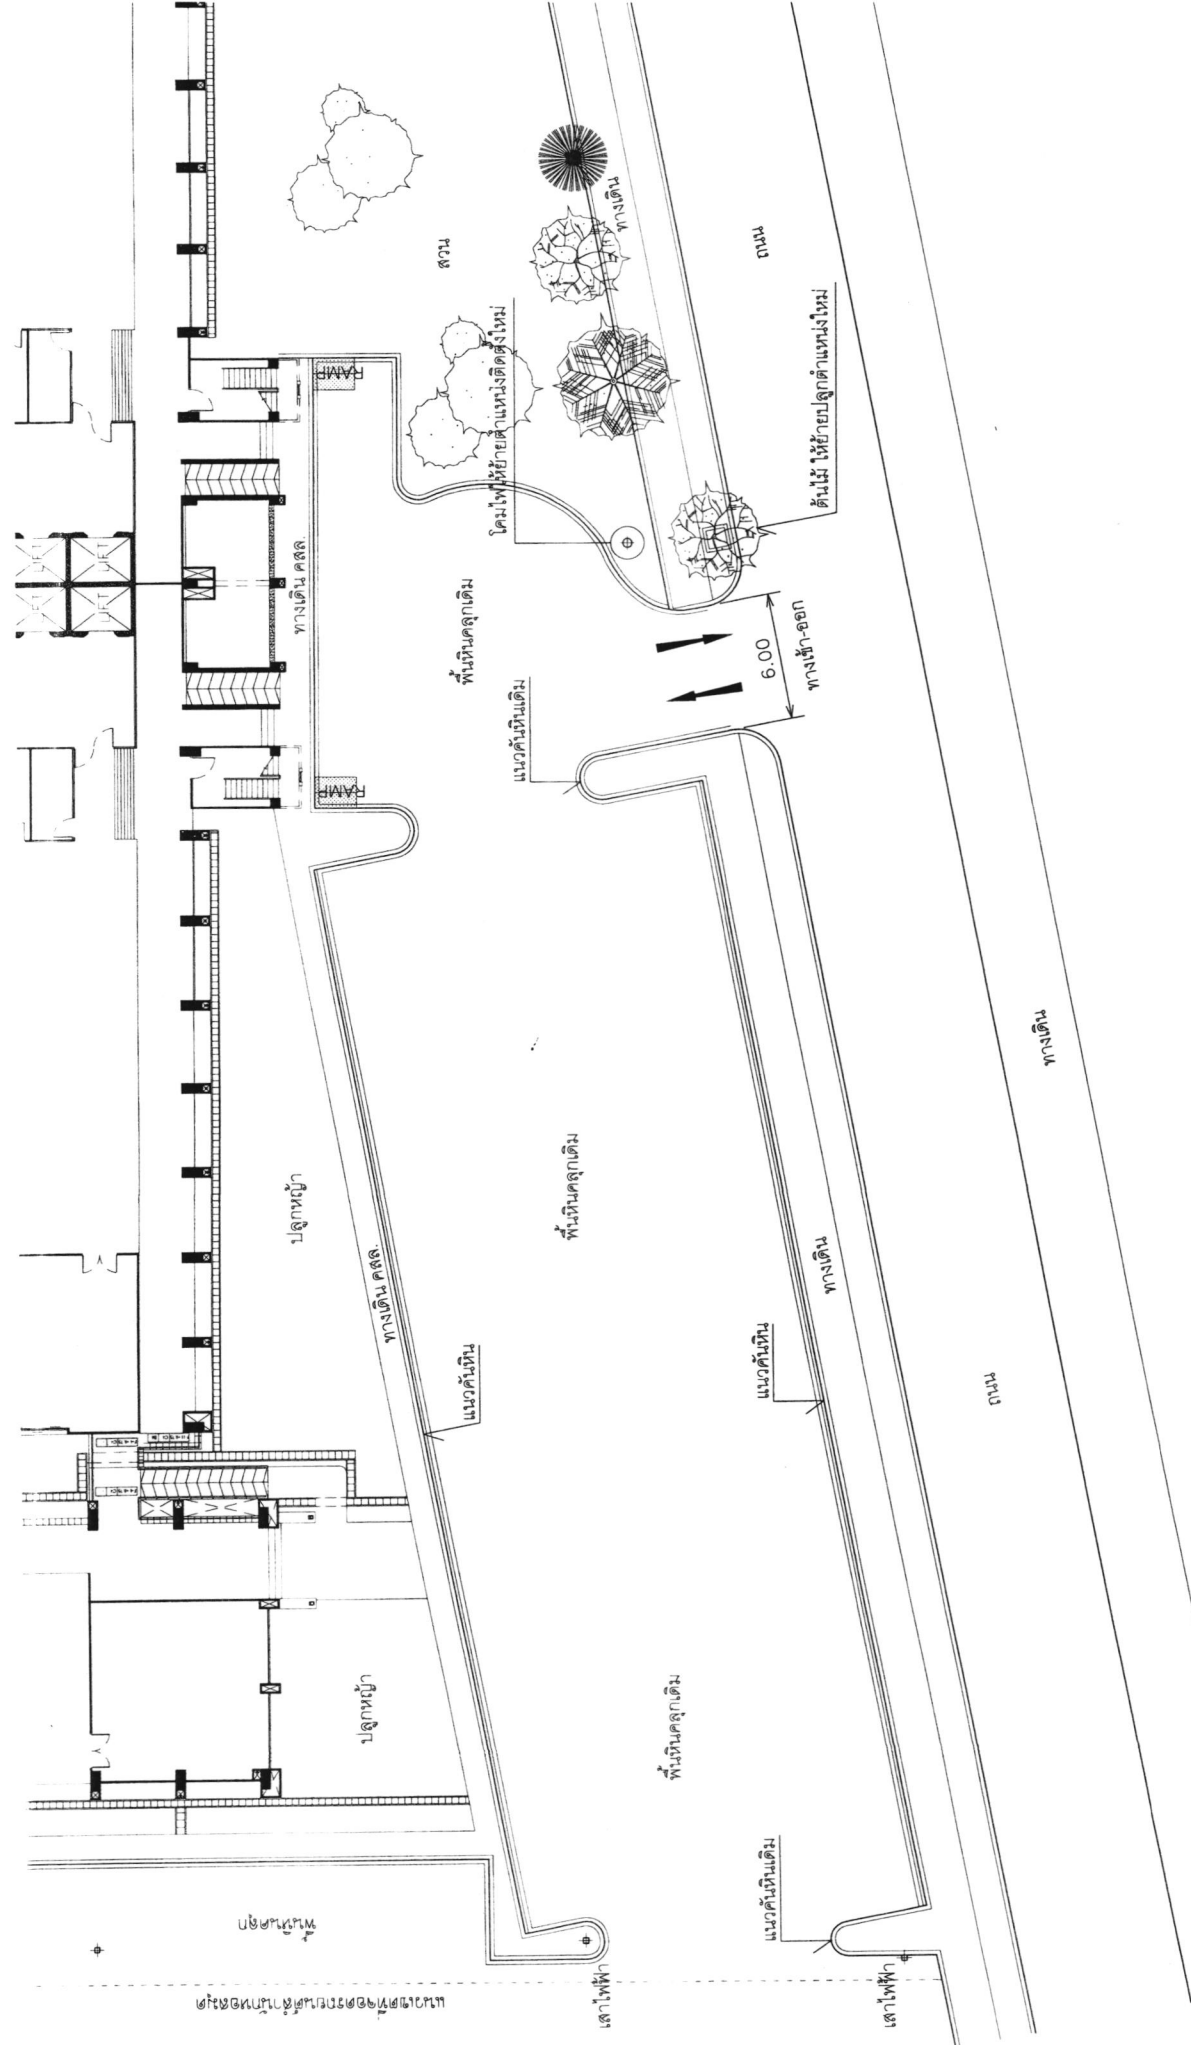 สวน
ทางเดิน
ถนน
โคมไฟให้ย้ายตำแหน่งติดตั้งใหม่
ต้นไม้ ให้ย้ายปลูกตำแหน่งใหม่
RAMP
LIFT
LIFT
LIFT
LIFT
ทางเดิน คสล.
พื้นหินคลุกเดิม
6.00
ทางเข้า-ออก
แนวคันหินเดิม
RAMP
ทางเดิน
ปลูกหญ้า
พื้นหินคลุกเดิม
ทางเดิน คสล.
ทางเดิน
แนวคันหิน
แนวคันหิน
ถนน
ปลูกหญ้า
พื้นหินคลุกเดิม
แนวคันหินเดิม
พื้นหินคลุก
เสาไฟฟ้า
เสาไฟฟ้า